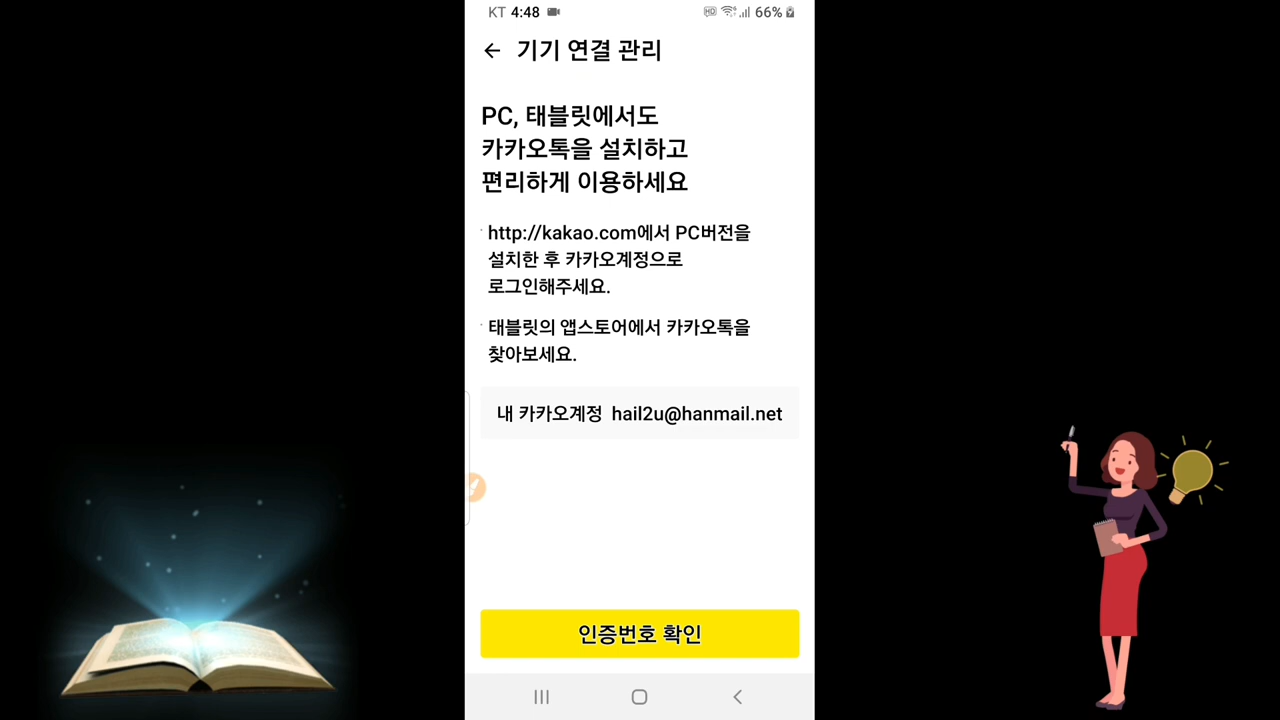 KT 4:48 66%
기기 연결 관리
PC, 태블릿에서도
카카오톡을 설치하고
편리하게 이용하세요
· http://kakao.com에서 PC버전을
설치한 후 카카오계정으로
로그인해주세요.
· 태블릿의 앱스토어에서 카카오톡을
찾아보세요.
내 카카오계정 hail2u@hanmail.net
인증번호 확인